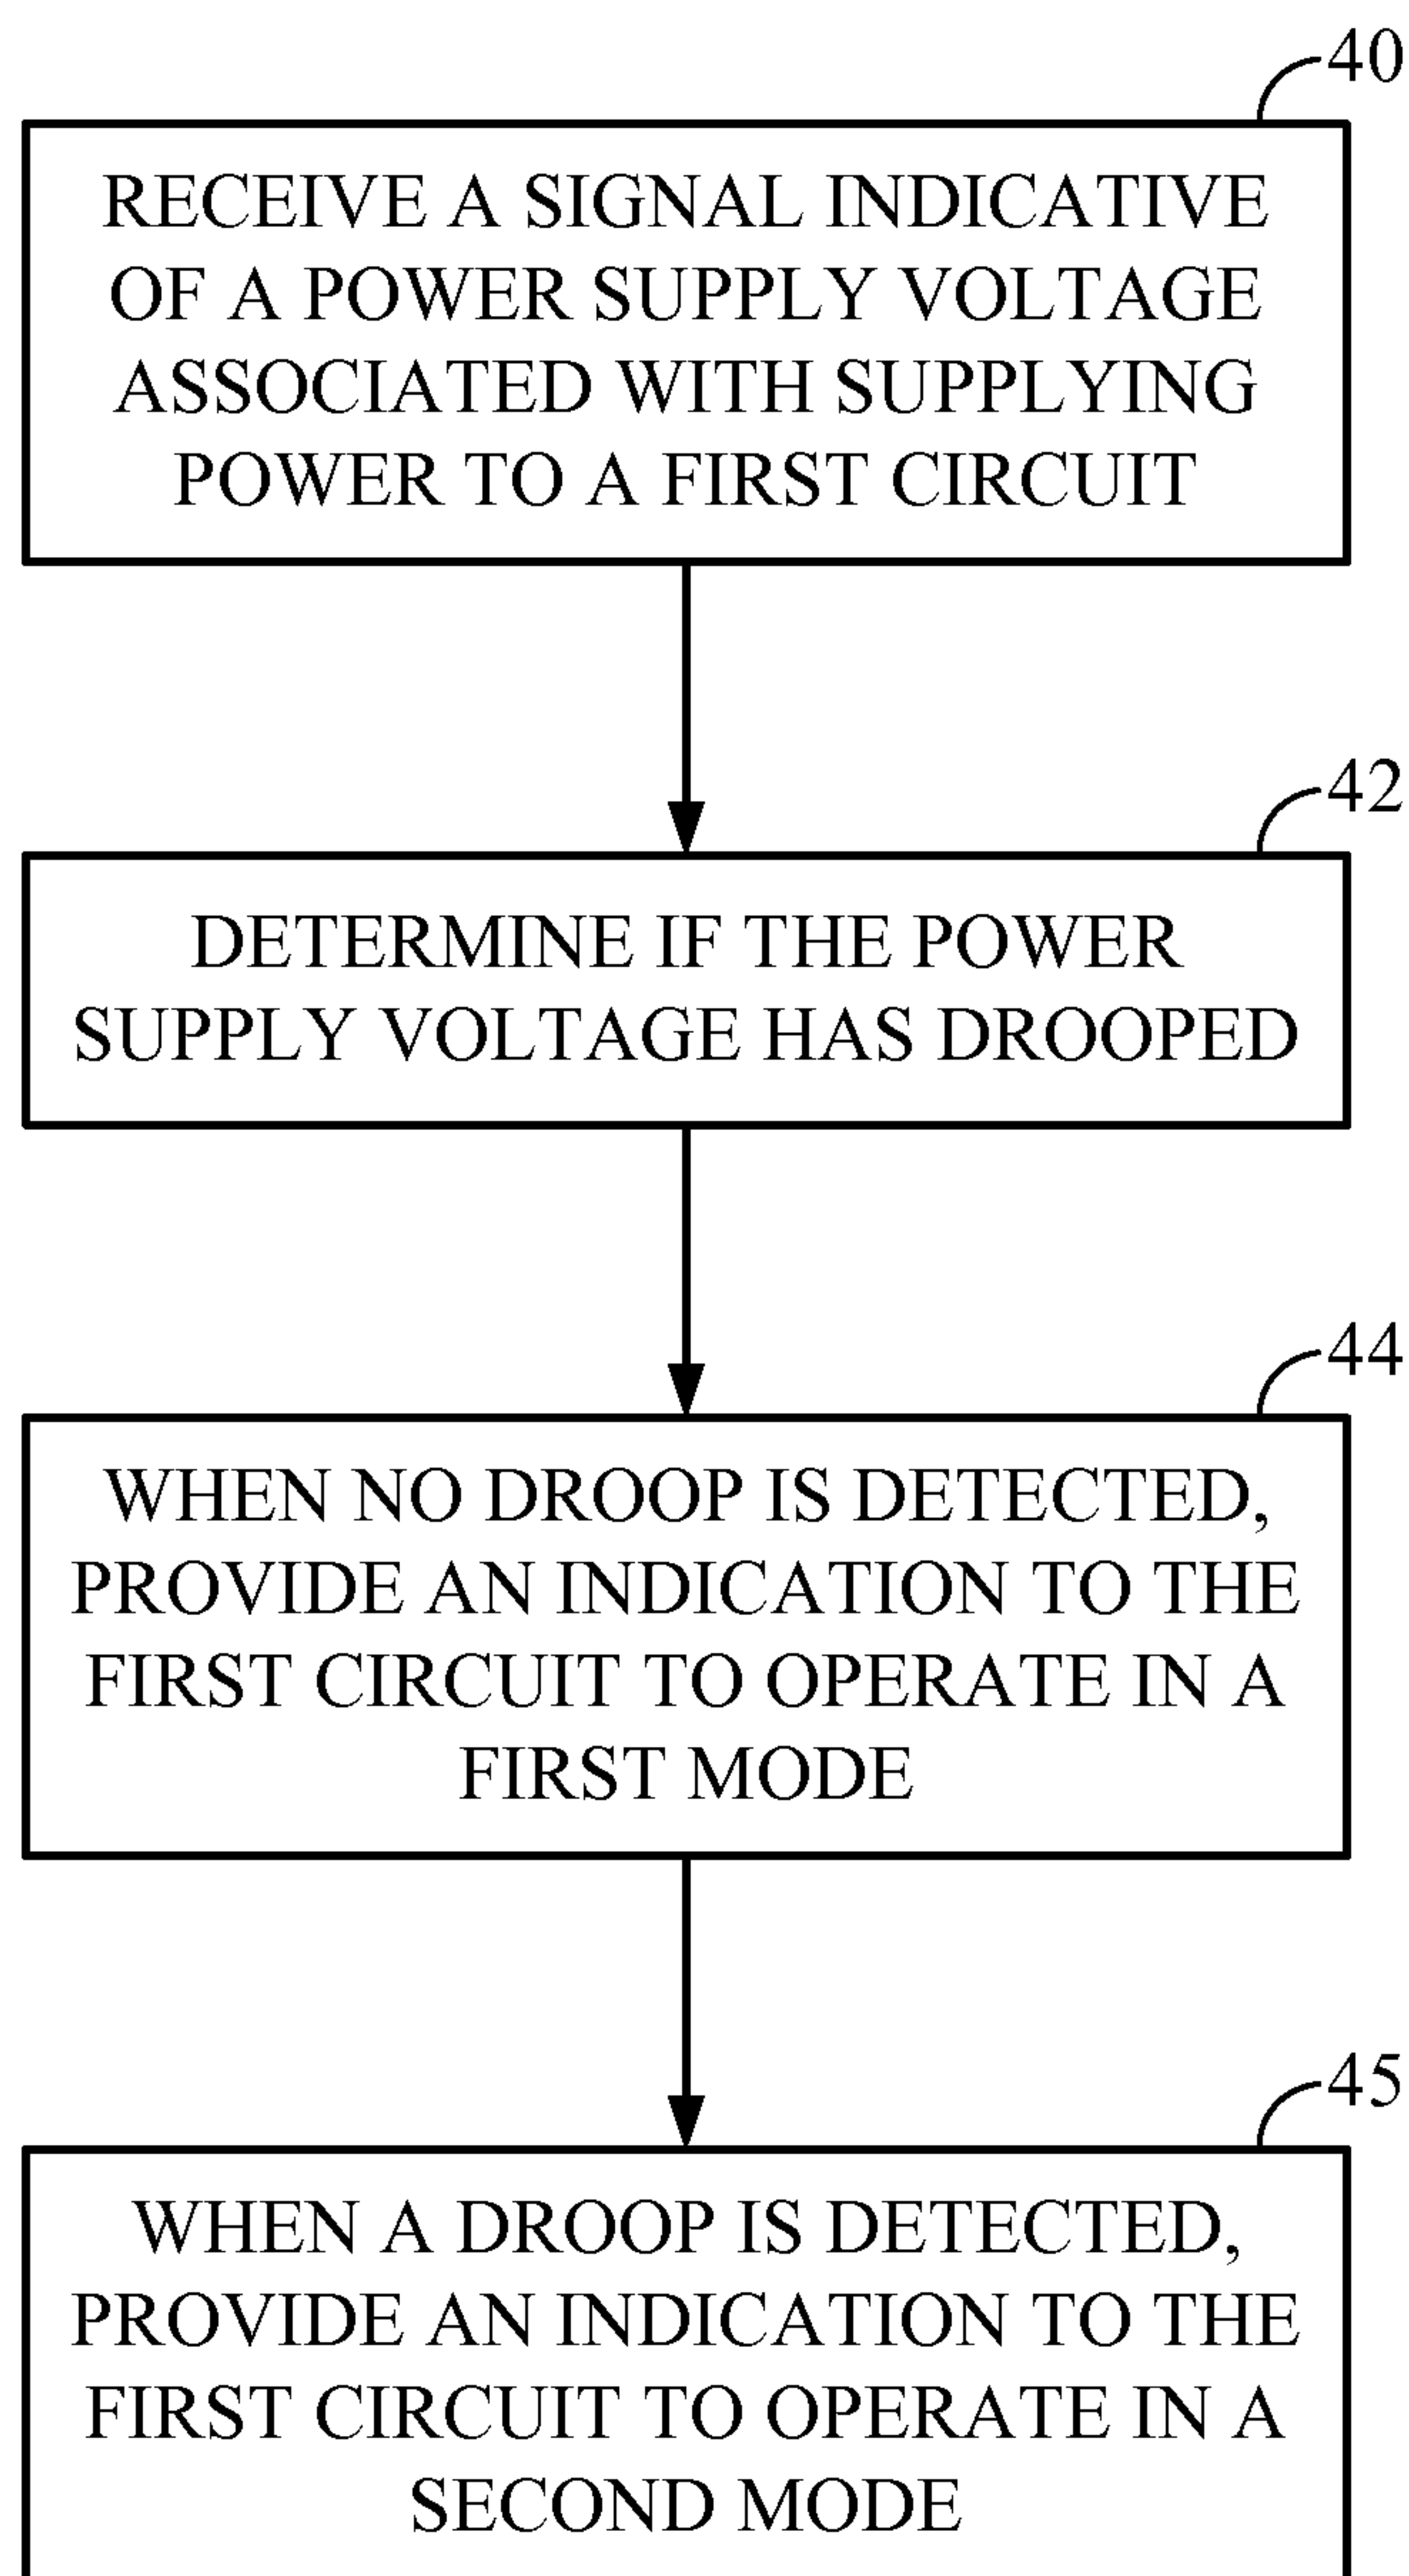 40
RECEIVE A SIGNAL INDICATIVE
OF A POWER SUPPLY VOLTAGE
ASSOCIATED WITH SUPPLYING
POWER TO A FIRST CIRCUIT
42
DETERMINE IF THE POWER
SUPPLY VOLTAGE HAS DROOPED
44
WHEN NO DROOP IS DETECTED,
PROVIDE AN INDICATION TO THE
FIRST CIRCUIT TO OPERATE IN A
FIRST MODE
45
WHEN A DROOP IS DETECTED,
PROVIDE AN INDICATION TO THE
FIRST CIRCUIT TO OPERATE IN A
SECOND MODE